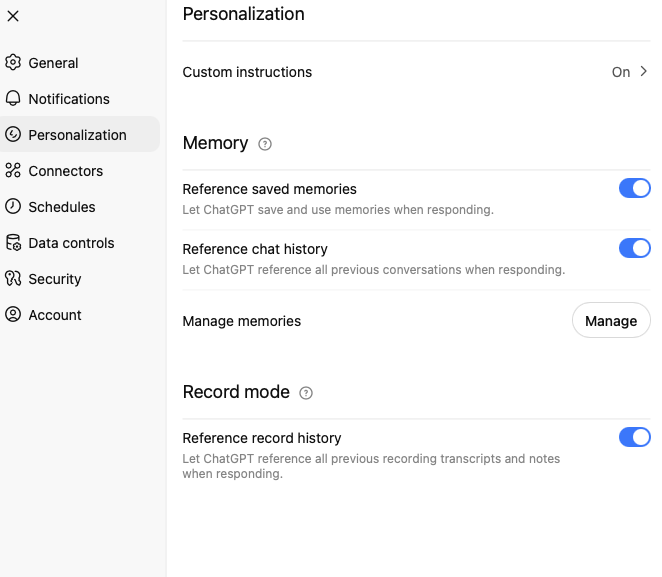 Personalization
General
Notifications
Personalization
Connectors
Schedules
Data controls
Security
Account
Custom instructions
On
Memory ?
Reference saved memories
Let ChatGPT save and use memories when responding.
Reference chat history
Let ChatGPT reference all previous conversations when responding.
Manage memories
Manage
Record mode ?
Reference record history
Let ChatGPT reference all previous recording transcripts and notes
when responding.